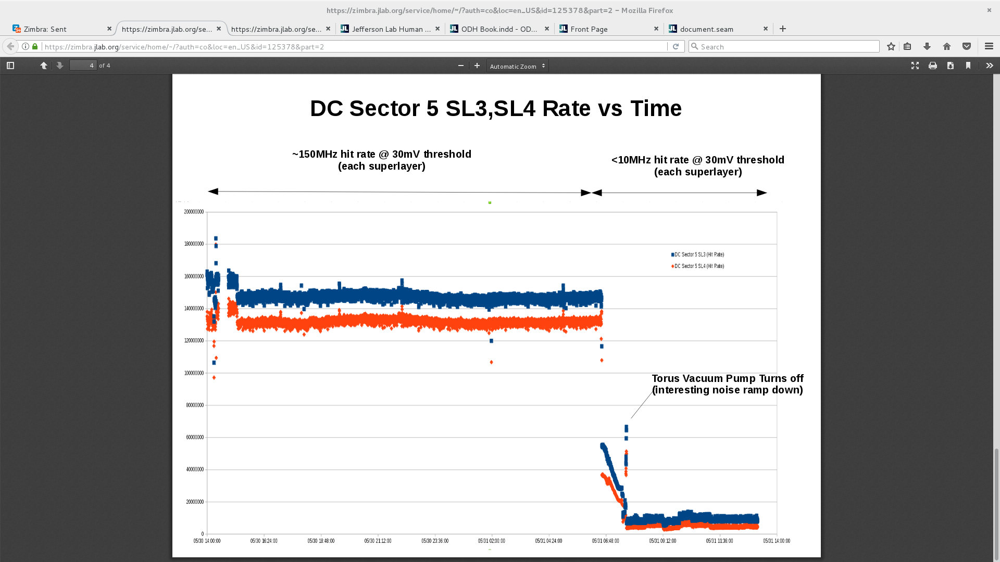 https://zimbra.jlab.org/service/home/~/?auth=co&loc=en_US&id=125378&part=2 – Mozilla Firefox
Zimbra: Sent
https://zimbra.jlab.org/se...
https://zimbra.jlab.org/se...
JL Jefferson Lab Human ...
JL ODH Book.indd - OD...
JL Front Page
JL document.seam
https://zimbra.jlab.org/service/home/~/?auth=co&loc=en_US&id=125378&part=2
Search
4 of 4
Automatic Zoom
DC Sector 5 SL3,SL4 Rate vs Time
~150MHz hit rate @ 30mV threshold
(each superlayer)
<10MHz hit rate @ 30mV threshold
(each superlayer)
200000000
180000000
160000000
140000000
120000000
100000000
80000000
60000000
40000000
20000000
0
DC Sector 5 SL3 (Hit Rate)
DC Sector 5 SL4 (Hit Rate)
Torus Vacuum Pump Turns off
(interesting noise ramp down)
05/30 14:00:00
05/30 16:24:00
05/30 18:48:00
05/30 21:12:00
05/30 23:36:00
05/31 02:00:00
05/31 04:24:00
05/31 06:48:00
05/31 09:12:00
05/31 11:36:00
05/31 14:00:00